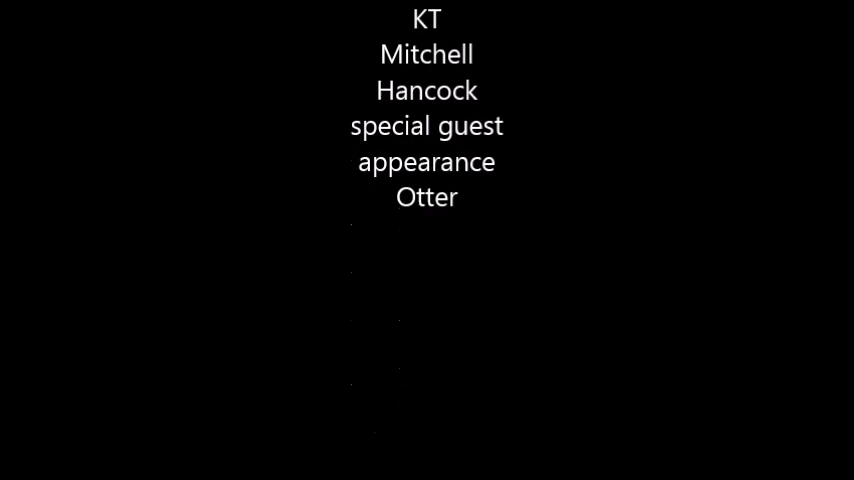 KT
Mitchell
Hancock
special guest
appearance
Otter